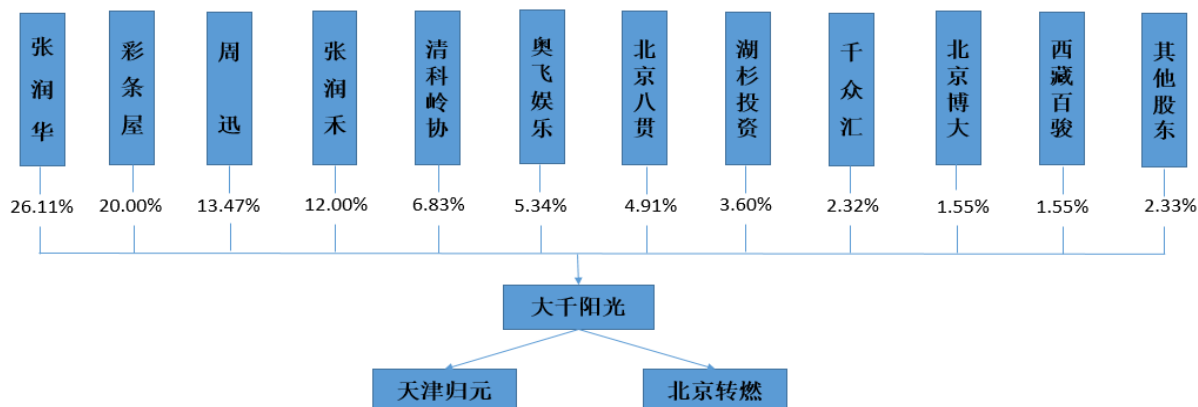 张润华
彩条屋
周迅
张润禾
清科岭协
奥飞娱乐
北京八贯
湖杉投资
千众汇
北京博大
西藏百骏
其他股东
26.11%
20.00%
13.47%
12.00%
6.83%
5.34%
4.91%
3.60%
2.32%
1.55%
1.55%
2.33%
大千阳光
天津归元
北京转燃